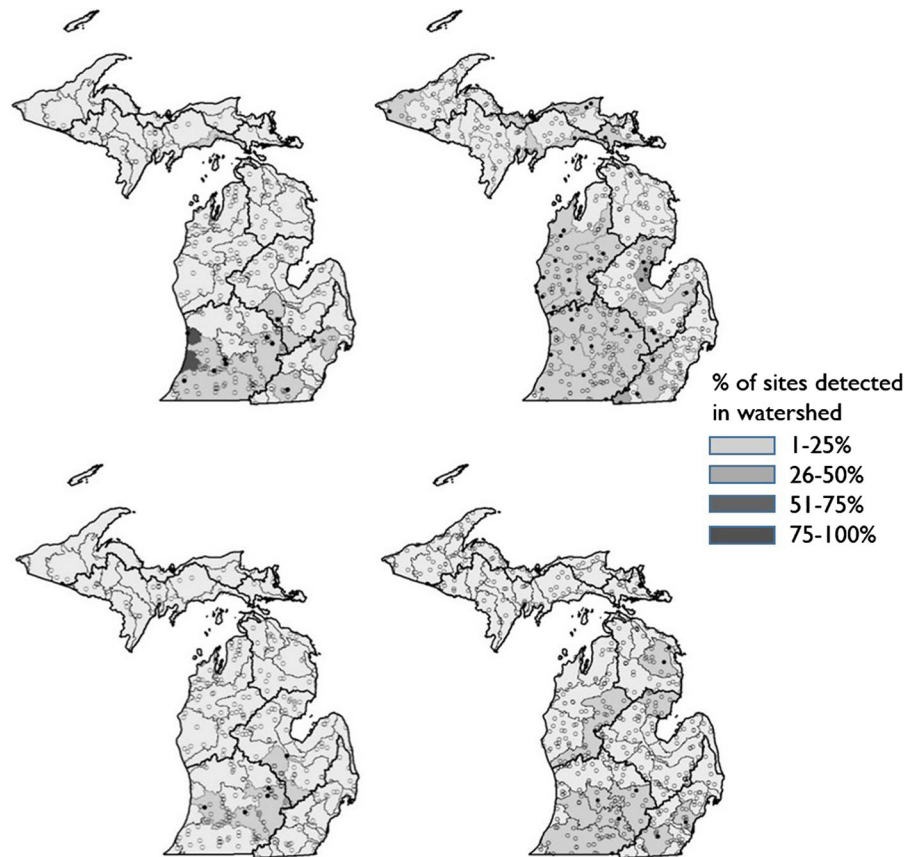 % of sites detected
in watershed
1-25%
26-50%
51-75%
75-100%